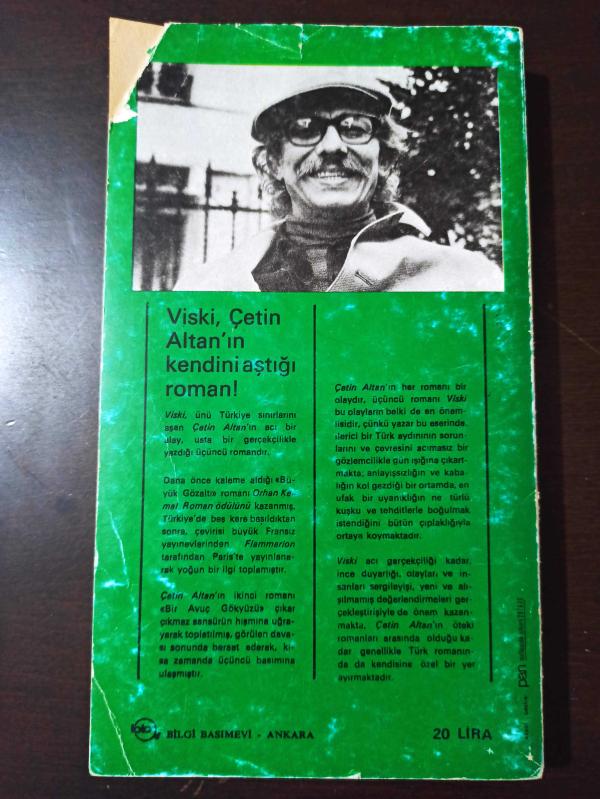 Viski, Çetin
Altan'ın
kendini aştığı
roman!
Viski, ünü Türkiye sınırlarını
aşan Çetin Altan'ın acı bir
alay, usta bir gerçekçilikle
yazdığı üçüncü romandır.
Daha önce kaleme aldığı «Bü-
yük Gözaltı» romanı Orhan Ke-
mal Roman ödülünü kazanmış,
Türkiye'de beş kere basıldıktan
sonra, çevirisi büyük Fransız
yayınevlerinden Flammarion
tarafından Paris'te yayınlana-
rak yoğun bir ilgi toplamıştır.
Çetin Altan'ın ikinci romanı
«Bir Avuç Gökyüzü» çıkar
çıkmaz sansürün hışmına uğra-
yarak toplatılmış, görülen dava-
sı sonunda beraet ederek, kı-
sa zamanda üçüncü basımına
ulaşmıştır.
Çetin Altan'ın her romanı bir
olaydır, üçüncü romanı Viski
bu olayların belki de en önem-
lisidir, çünkü yazar bu eserinde,
ilerici bir Türk aydınının sorun-
larını ve çevresini acımasız bir
gözlemcilikle gün ışığına çıkart-
makta; anlayışsızlığın ve kaba-
lığın kol gezdiği bir ortamda, en
ufak bir uyanıklığın ne türlü
kuşku ve tehditlerle boğulmak
istendiğini bütün çıplaklığıyla
ortaya koymaktadır.
Viski acı gerçekçiliği kadar,
ince duyarlığı, olayları ve in-
sanları sergileyişi, yeni ve alı-
şılmamış değerlendirmeleri ger-
çekleştirişiyle de önem kazan-
makta, Çetin Altan'ın öteki
romanları arasında olduğu ka-
dar genellikle Türk romanın-
da da kendisine özel bir yer
ayırmaktadır.
pan
BİLGİ BASIMEVİ - ANKARA
20 LİRA